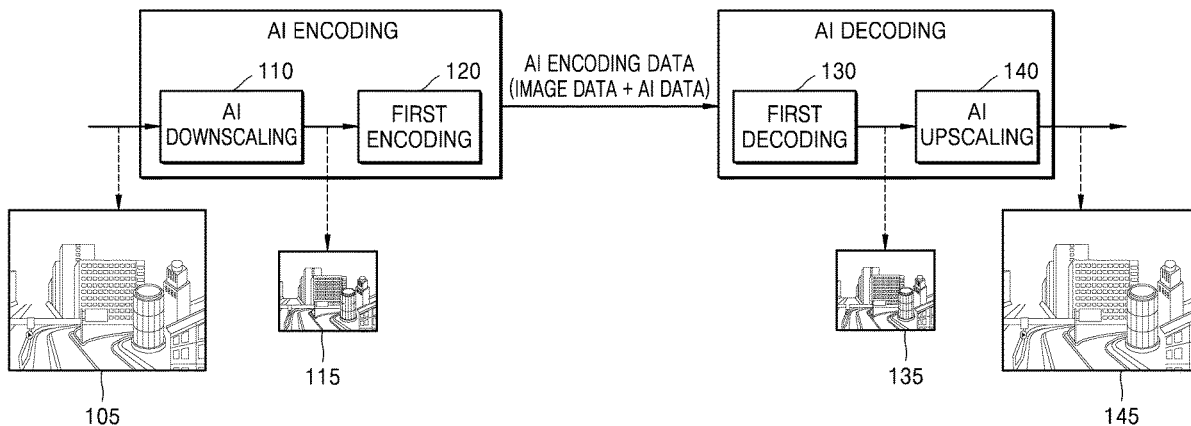 AI ENCODING
110
AI
DOWNSCALING
120
FIRST
ENCODING
AI ENCODING DATA
(IMAGE DATA + AI DATA)
AI DECODING
130
FIRST
DECODING
140
AI
UPSCALING
105
115
135
145